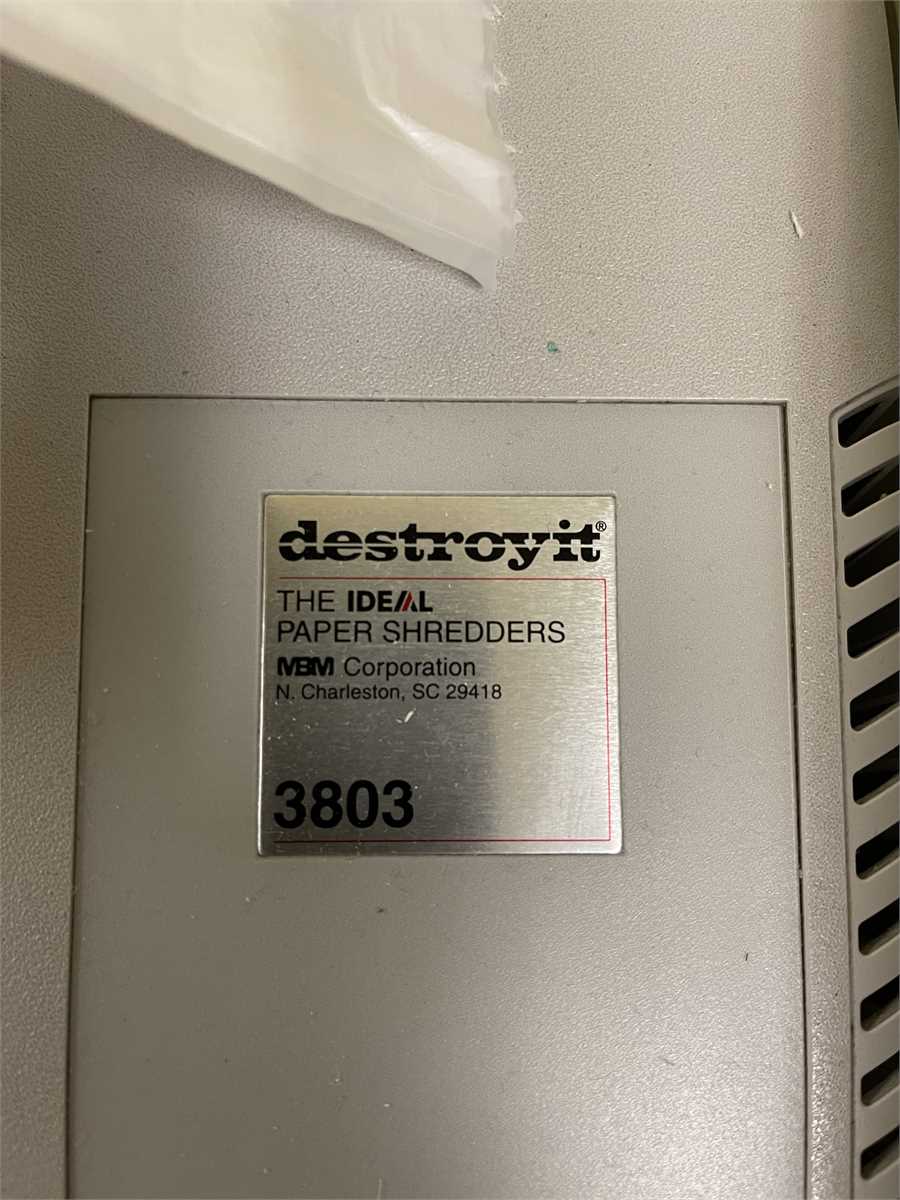 destroyit®
THE IDEAL
PAPER SHREDDERS
MBM Corporation
N. Charleston, SC 29418
3803